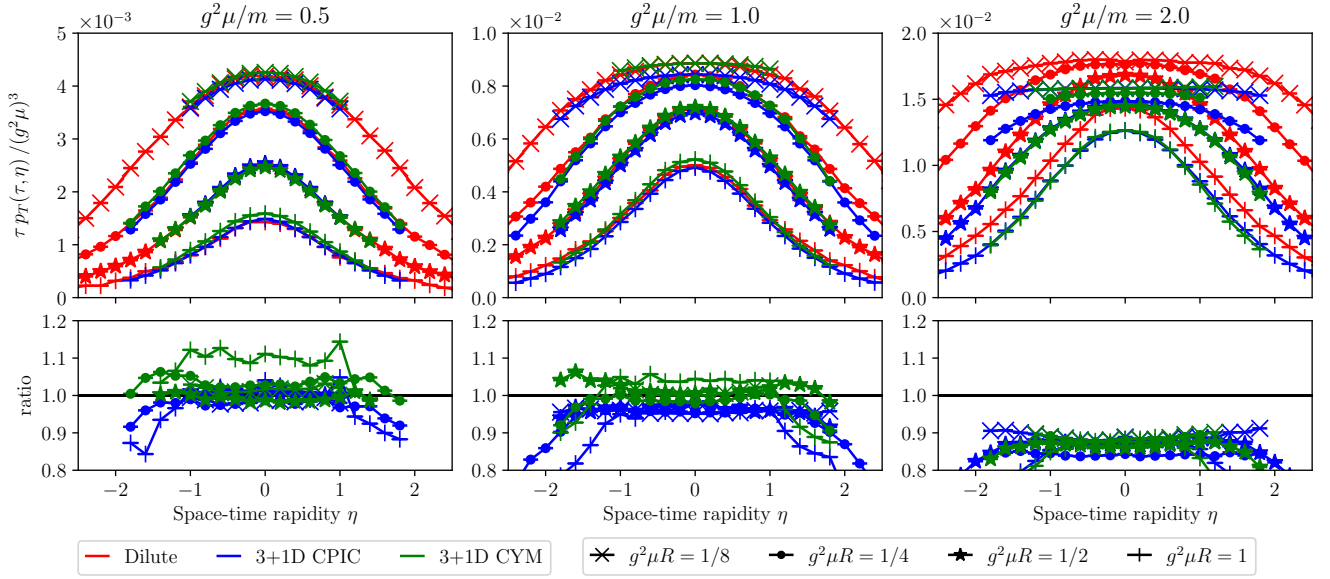 g²μ/m = 0.5
g²μ/m = 1.0
g²μ/m = 2.0
×10⁻³
×10⁻²
×10⁻²
τ p_T(τ, η)) / (g²μ)³
5
4
3
2
1
0
1.0
0.8
0.6
0.4
0.2
0.0
2.0
1.5
1.0
0.5
0.0
ratio
1.2
1.1
1.0
0.9
0.8
1.2
1.1
1.0
0.9
0.8
1.2
1.1
1.0
0.9
0.8
−2 −1 0 1 2
−2 −1 0 1 2
−2 −1 0 1 2
Space-time rapidity η
Space-time rapidity η
Space-time rapidity η
Dilute
3+1D CPIC
3+1D CYM
g²μR = 1/8
g²μR = 1/4
g²μR = 1/2
g²μR = 1